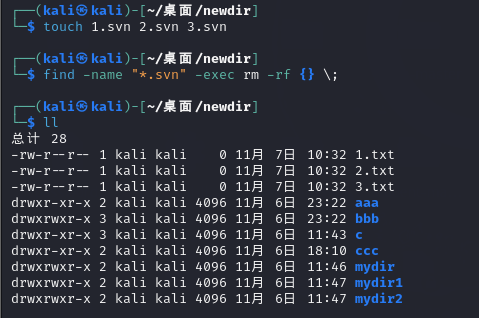 ┌──(kali㉿kali)-[~/桌面/newdir]
└─$ touch 1.svn 2.svn 3.svn
┌──(kali㉿kali)-[~/桌面/newdir]
└─$ find -name "*.svn" -exec rm -rf {} \;
┌──(kali㉿kali)-[~/桌面/newdir]
└─$ ll
总计 28
-rw-r--r-- 1 kali kali    0 11月  7日 10:32 1.txt
-rw-r--r-- 1 kali kali    0 11月  7日 10:32 2.txt
-rw-r--r-- 1 kali kali    0 11月  7日 10:32 3.txt
drwxr-xr-x 2 kali kali 4096 11月  6日 23:22 aaa
drwxrwxr-x 3 kali kali 4096 11月  6日 23:22 bbb
drwxr-xr-x 3 kali kali 4096 11月  6日 11:43 c
drwxr-xr-x 2 kali kali 4096 11月  6日 18:10 ccc
drwxrwxr-x 2 kali kali 4096 11月  6日 11:46 mydir
drwxrwxr-x 2 kali kali 4096 11月  6日 11:47 mydir1
drwxrwxr-x 2 kali kali 4096 11月  6日 11:47 mydir2